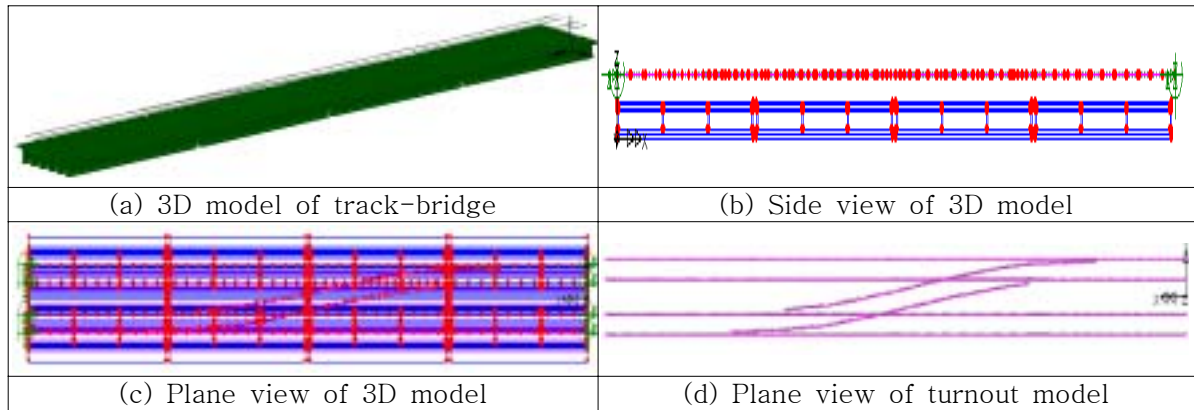 (a) 3D model of track-bridge
(b) Side view of 3D model
(c) Plane view of 3D model
(d) Plane view of turnout model